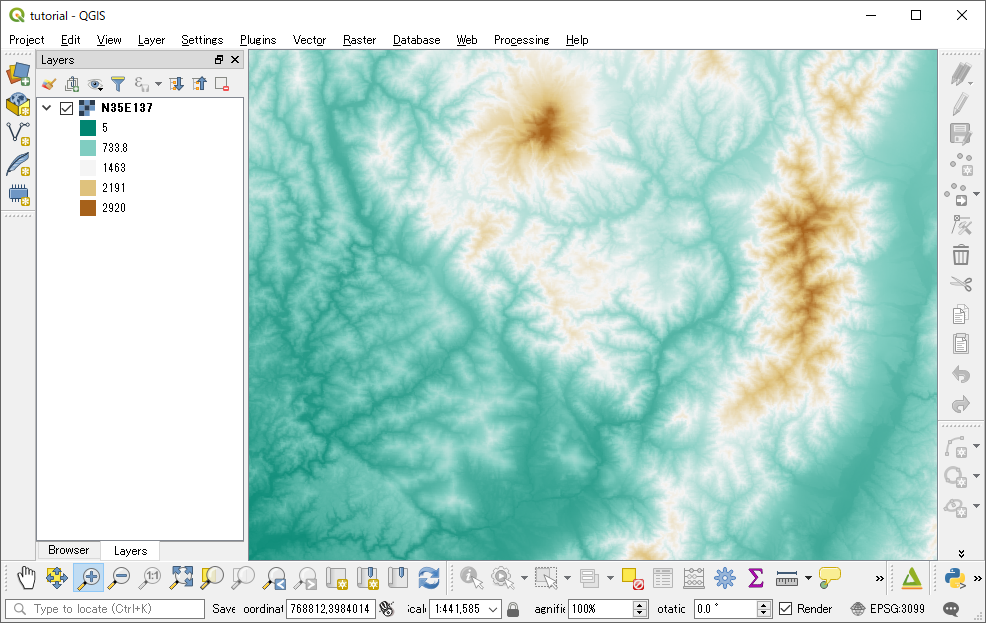 tutorial - QGIS
Project Edit View Layer Settings Plugins Vector Raster Database Web Processing Help
Layers
N35E137
5
733.8
1463
2191
2920
Browser Layers
1:1
Type to locate (Ctrl+K) Save oordinat 768812,3984014 icale 1:441,585 agnifie 100% otatic 0.0 ° Render EPSG:3099